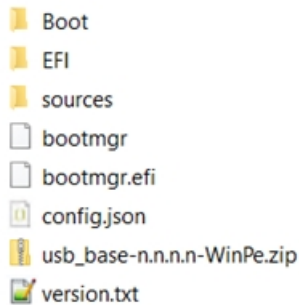 Boot
EFI
sources
bootmgr
bootmgr.efi
config.json
usb_base-n.n.n.n-WinPe.zip
version.txt